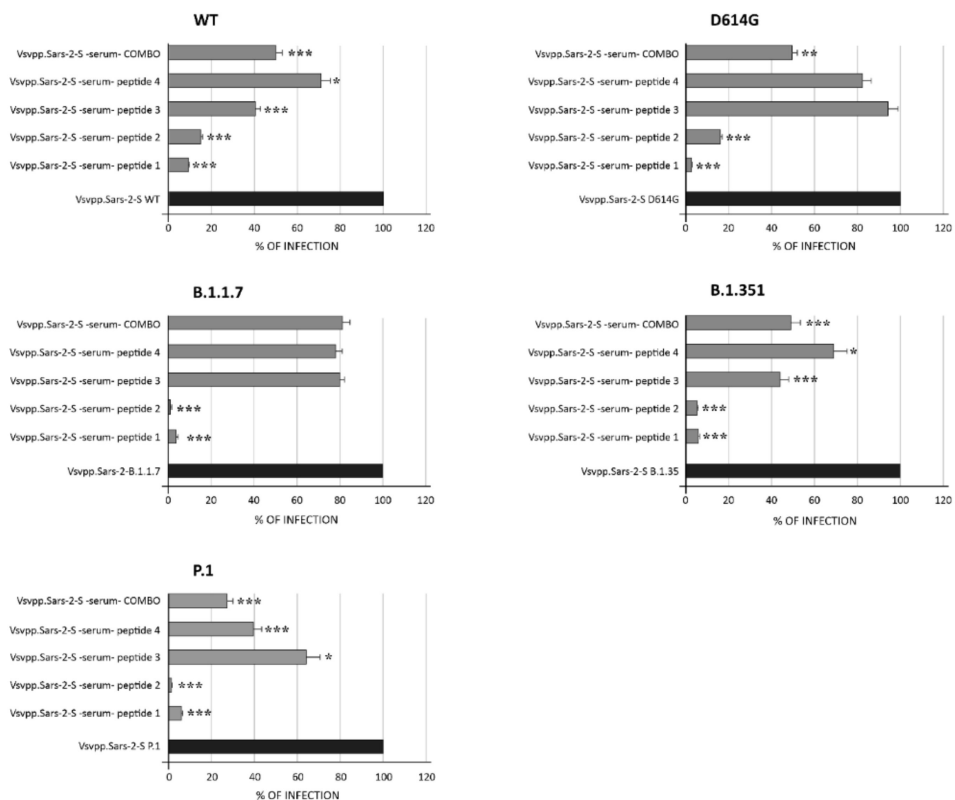 WT
Vsvpp.Sars-2-S -serum- COMBO ***
Vsvpp.Sars-2-S -serum- peptide 4 *
Vsvpp.Sars-2-S -serum- peptide 3 ***
Vsvpp.Sars-2-S -serum- peptide 2 ***
Vsvpp.Sars-2-S -serum- peptide 1 ***
Vsvpp.Sars-2-S WT
0 20 40 60 80 100 120
% OF INFECTION
D614G
Vsvpp.Sars-2-S -serum- COMBO **
Vsvpp.Sars-2-S -serum- peptide 4
Vsvpp.Sars-2-S -serum- peptide 3
Vsvpp.Sars-2-S -serum- peptide 2 ***
Vsvpp.Sars-2-S -serum- peptide 1 ***
Vsvpp.Sars-2-S D614G
0 20 40 60 80 100 120
% OF INFECTION
B.1.1.7
Vsvpp.Sars-2-S -serum- COMBO
Vsvpp.Sars-2-S -serum- peptide 4
Vsvpp.Sars-2-S -serum- peptide 3
Vsvpp.Sars-2-S -serum- peptide 2 ***
Vsvpp.Sars-2-S -serum- peptide 1 ***
Vsvpp.Sars-2-B.1.1.7
0 20 40 60 80 100 120
% OF INFECTION
B.1.351
Vsvpp.Sars-2-S -serum- COMBO ***
Vsvpp.Sars-2-S -serum- peptide 4 *
Vsvpp.Sars-2-S -serum- peptide 3 ***
Vsvpp.Sars-2-S -serum- peptide 2 ***
Vsvpp.Sars-2-S -serum- peptide 1 ***
Vsvpp.Sars-2-S B.1.35
0 20 40 60 80 100 120
% OF INFECTION
P.1
Vsvpp.Sars-2-S -serum- COMBO ***
Vsvpp.Sars-2-S -serum- peptide 4 ***
Vsvpp.Sars-2-S -serum- peptide 3 *
Vsvpp.Sars-2-S -serum- peptide 2 ***
Vsvpp.Sars-2-S -serum- peptide 1 ***
Vsvpp.Sars-2-S P.1
0 20 40 60 80 100 120
% OF INFECTION